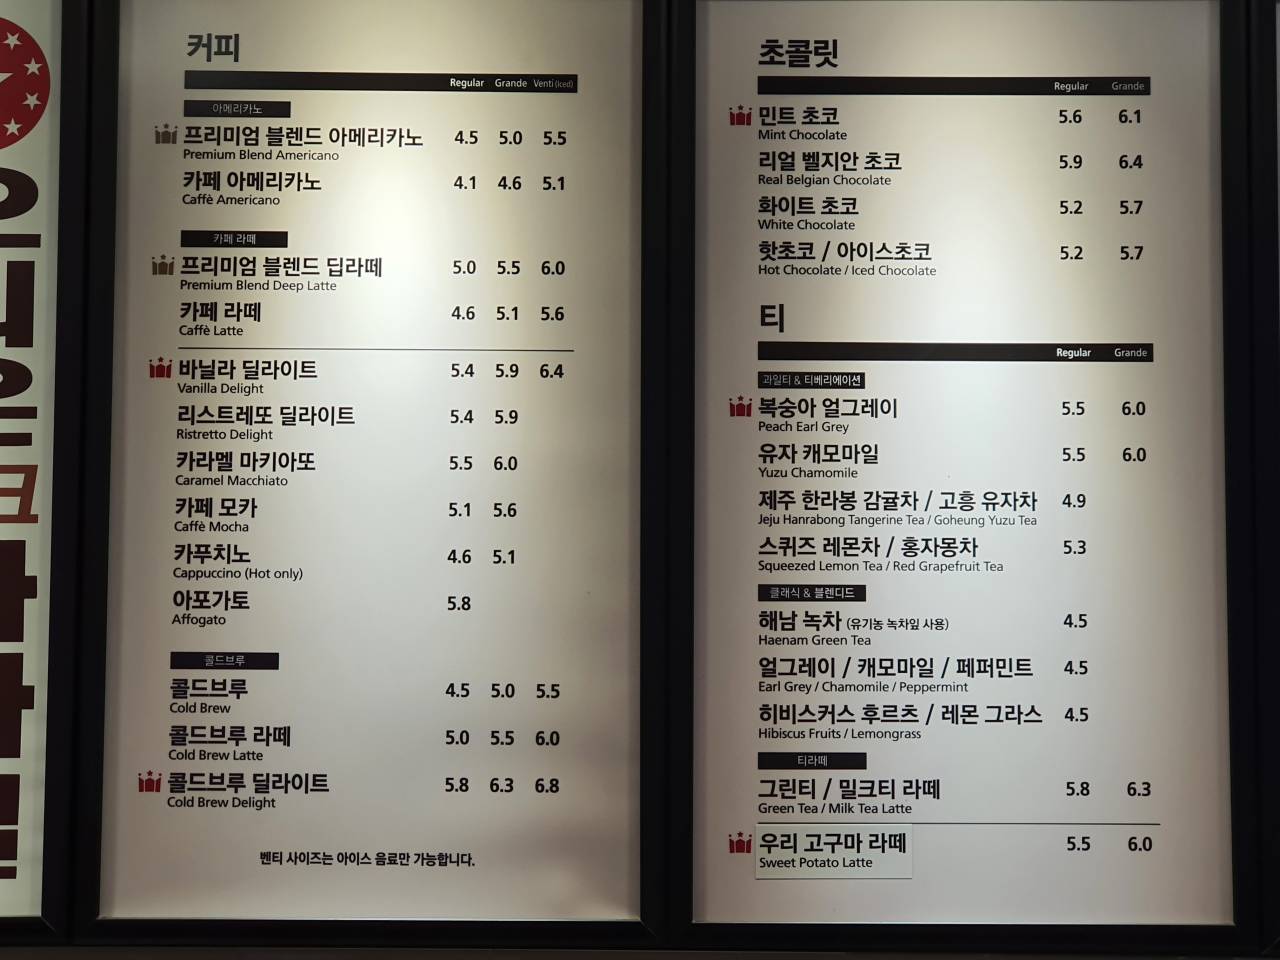 커피
Regular Grande Venti (Iced)
아메리카노
프리미엄 블렌드 아메리카노 4.5 5.0 5.5
Premium Blend Americano
카페 아메리카노 4.1 4.6 5.1
Caffè Americano
카페 라떼
프리미엄 블렌드 딥라떼 5.0 5.5 6.0
Premium Blend Deep Latte
카페 라떼 4.6 5.1 5.6
Caffè Latte
바닐라 딜라이트 5.4 5.9 6.4
Vanilla Delight
리스트레또 딜라이트 5.4 5.9
Ristretto Delight
카라멜 마키아또 5.5 6.0
Caramel Macchiato
카페 모카 5.1 5.6
Caffè Mocha
카푸치노 4.6 5.1
Cappuccino (Hot only)
아포가토 5.8
Affogato
콜드브루
콜드브루 4.5 5.0 5.5
Cold Brew
콜드브루 라떼 5.0 5.5 6.0
Cold Brew Latte
콜드브루 딜라이트 5.8 6.3 6.8
Cold Brew Delight
벤티 사이즈는 아이스 음료만 가능합니다.
초콜릿
Regular Grande
민트 초코 5.6 6.1
Mint Chocolate
리얼 벨지안 초코 5.9 6.4
Real Belgian Chocolate
화이트 초코 5.2 5.7
White Chocolate
핫초코 / 아이스초코 5.2 5.7
Hot Chocolate / Iced Chocolate
티
Regular Grande
과일티 & 티베리에이션
복숭아 얼그레이 5.5 6.0
Peach Earl Grey
유자 캐모마일 5.5 6.0
Yuzu Chamomile
제주 한라봉 감귤차 / 고흥 유자차 4.9
Jeju Hanrabong Tangerine Tea / Goheung Yuzu Tea
스퀴즈 레몬차 / 홍자몽차 5.3
Squeezed Lemon Tea / Red Grapefruit Tea
클래식 & 블렌디드
해남 녹차 (유기농 녹차잎 사용) 4.5
Haenam Green Tea
얼그레이 / 캐모마일 / 페퍼민트 4.5
Earl Grey / Chamomile / Peppermint
히비스커스 후르츠 / 레몬 그라스 4.5
Hibiscus Fruits / Lemongrass
티라떼
그린티 / 밀크티 라떼 5.8 6.3
Green Tea / Milk Tea Latte
우리 고구마 라떼 5.5 6.0
Sweet Potato Latte